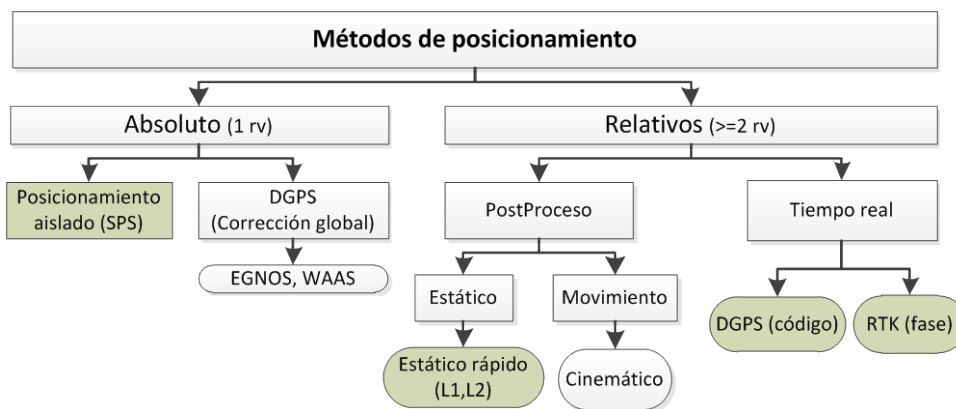 Métodos de posicionamiento
Absoluto (1 rv)
Relativos (>=2 rv)
Posicionamiento
aislado (SPS)
DGPS
(Corrección global)
PostProceso
Tiempo real
EGNOS, WAAS
Estático
Movimiento
DGPS (código)
RTK (fase)
Estático rápido
(L1,L2)
Cinemático